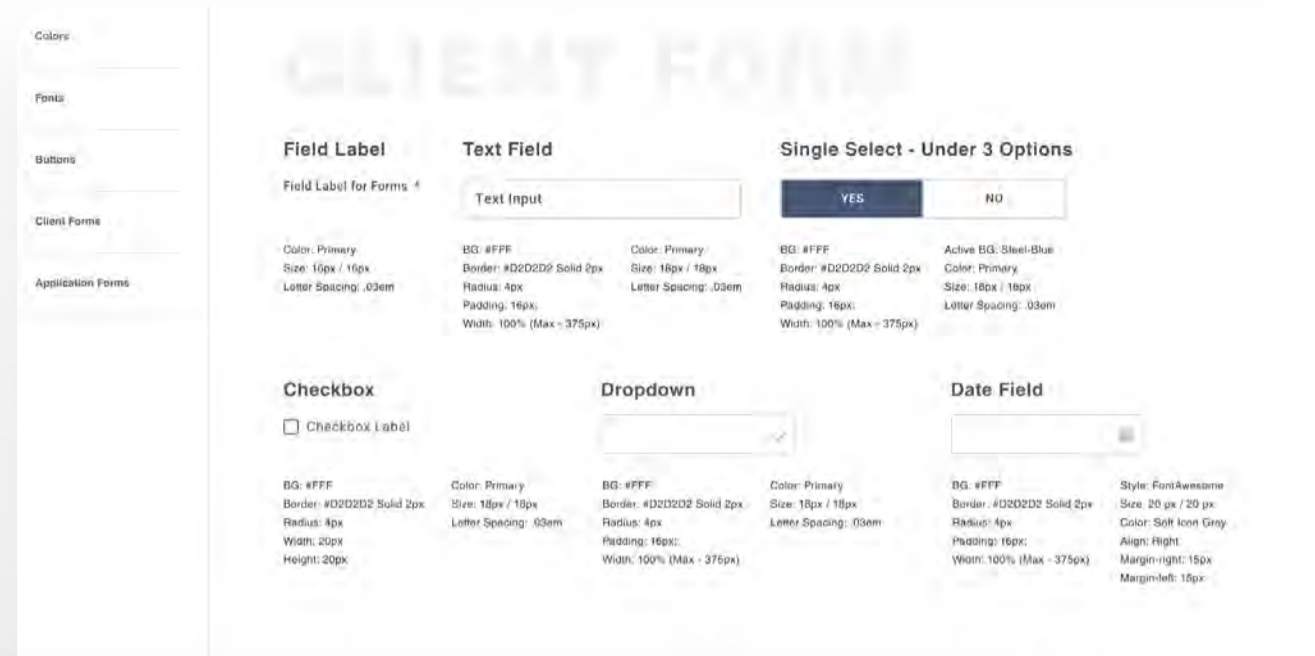 Colors
Fonts
Buttons
Client Forms
Application Forms
CLIENT FORM
Field Label
Field Label for Forms *
Color: Primary
Size: 16px / 16px
Letter Spacing: .03em
Text Field
Text Input
BG: #FFF
Border: #D2D2D2 Solid 2px
Radius: 4px
Padding: 16px;
Width: 100% (Max - 375px)
Color: Primary
Size: 18px / 18px
Letter Spacing: .03em
Single Select - Under 3 Options
YES
NO
BG: #FFF
Border: #D2D2D2 Solid 2px
Radius: 4px
Padding: 16px;
Width: 100% (Max - 375px)
Active BG: Steel-Blue
Color: Primary
Size: 18px / 18px
Letter Spacing: .03em
Checkbox
Checkbox Label
BG: #FFF
Border: #D2D2D2 Solid 2px
Radius: 4px
Width: 20px
Height: 20px
Color: Primary
Size: 18px / 18px
Letter Spacing: .03em
Dropdown
BG: #FFF
Border: #D2D2D2 Solid 2px
Radius: 4px
Padding: 16px;
Width: 100% (Max - 375px)
Color: Primary
Size: 18px / 18px
Letter Spacing: .03em
Date Field
BG: #FFF
Border: #D2D2D2 Solid 2px
Radius: 4px
Padding: 16px;
Width: 100% (Max - 375px)
Style: FontAwesome
Size: 20 px / 20 px
Color: Soft Icon Gray
Align: Right
Margin-right: 15px
Margin-left: 15px